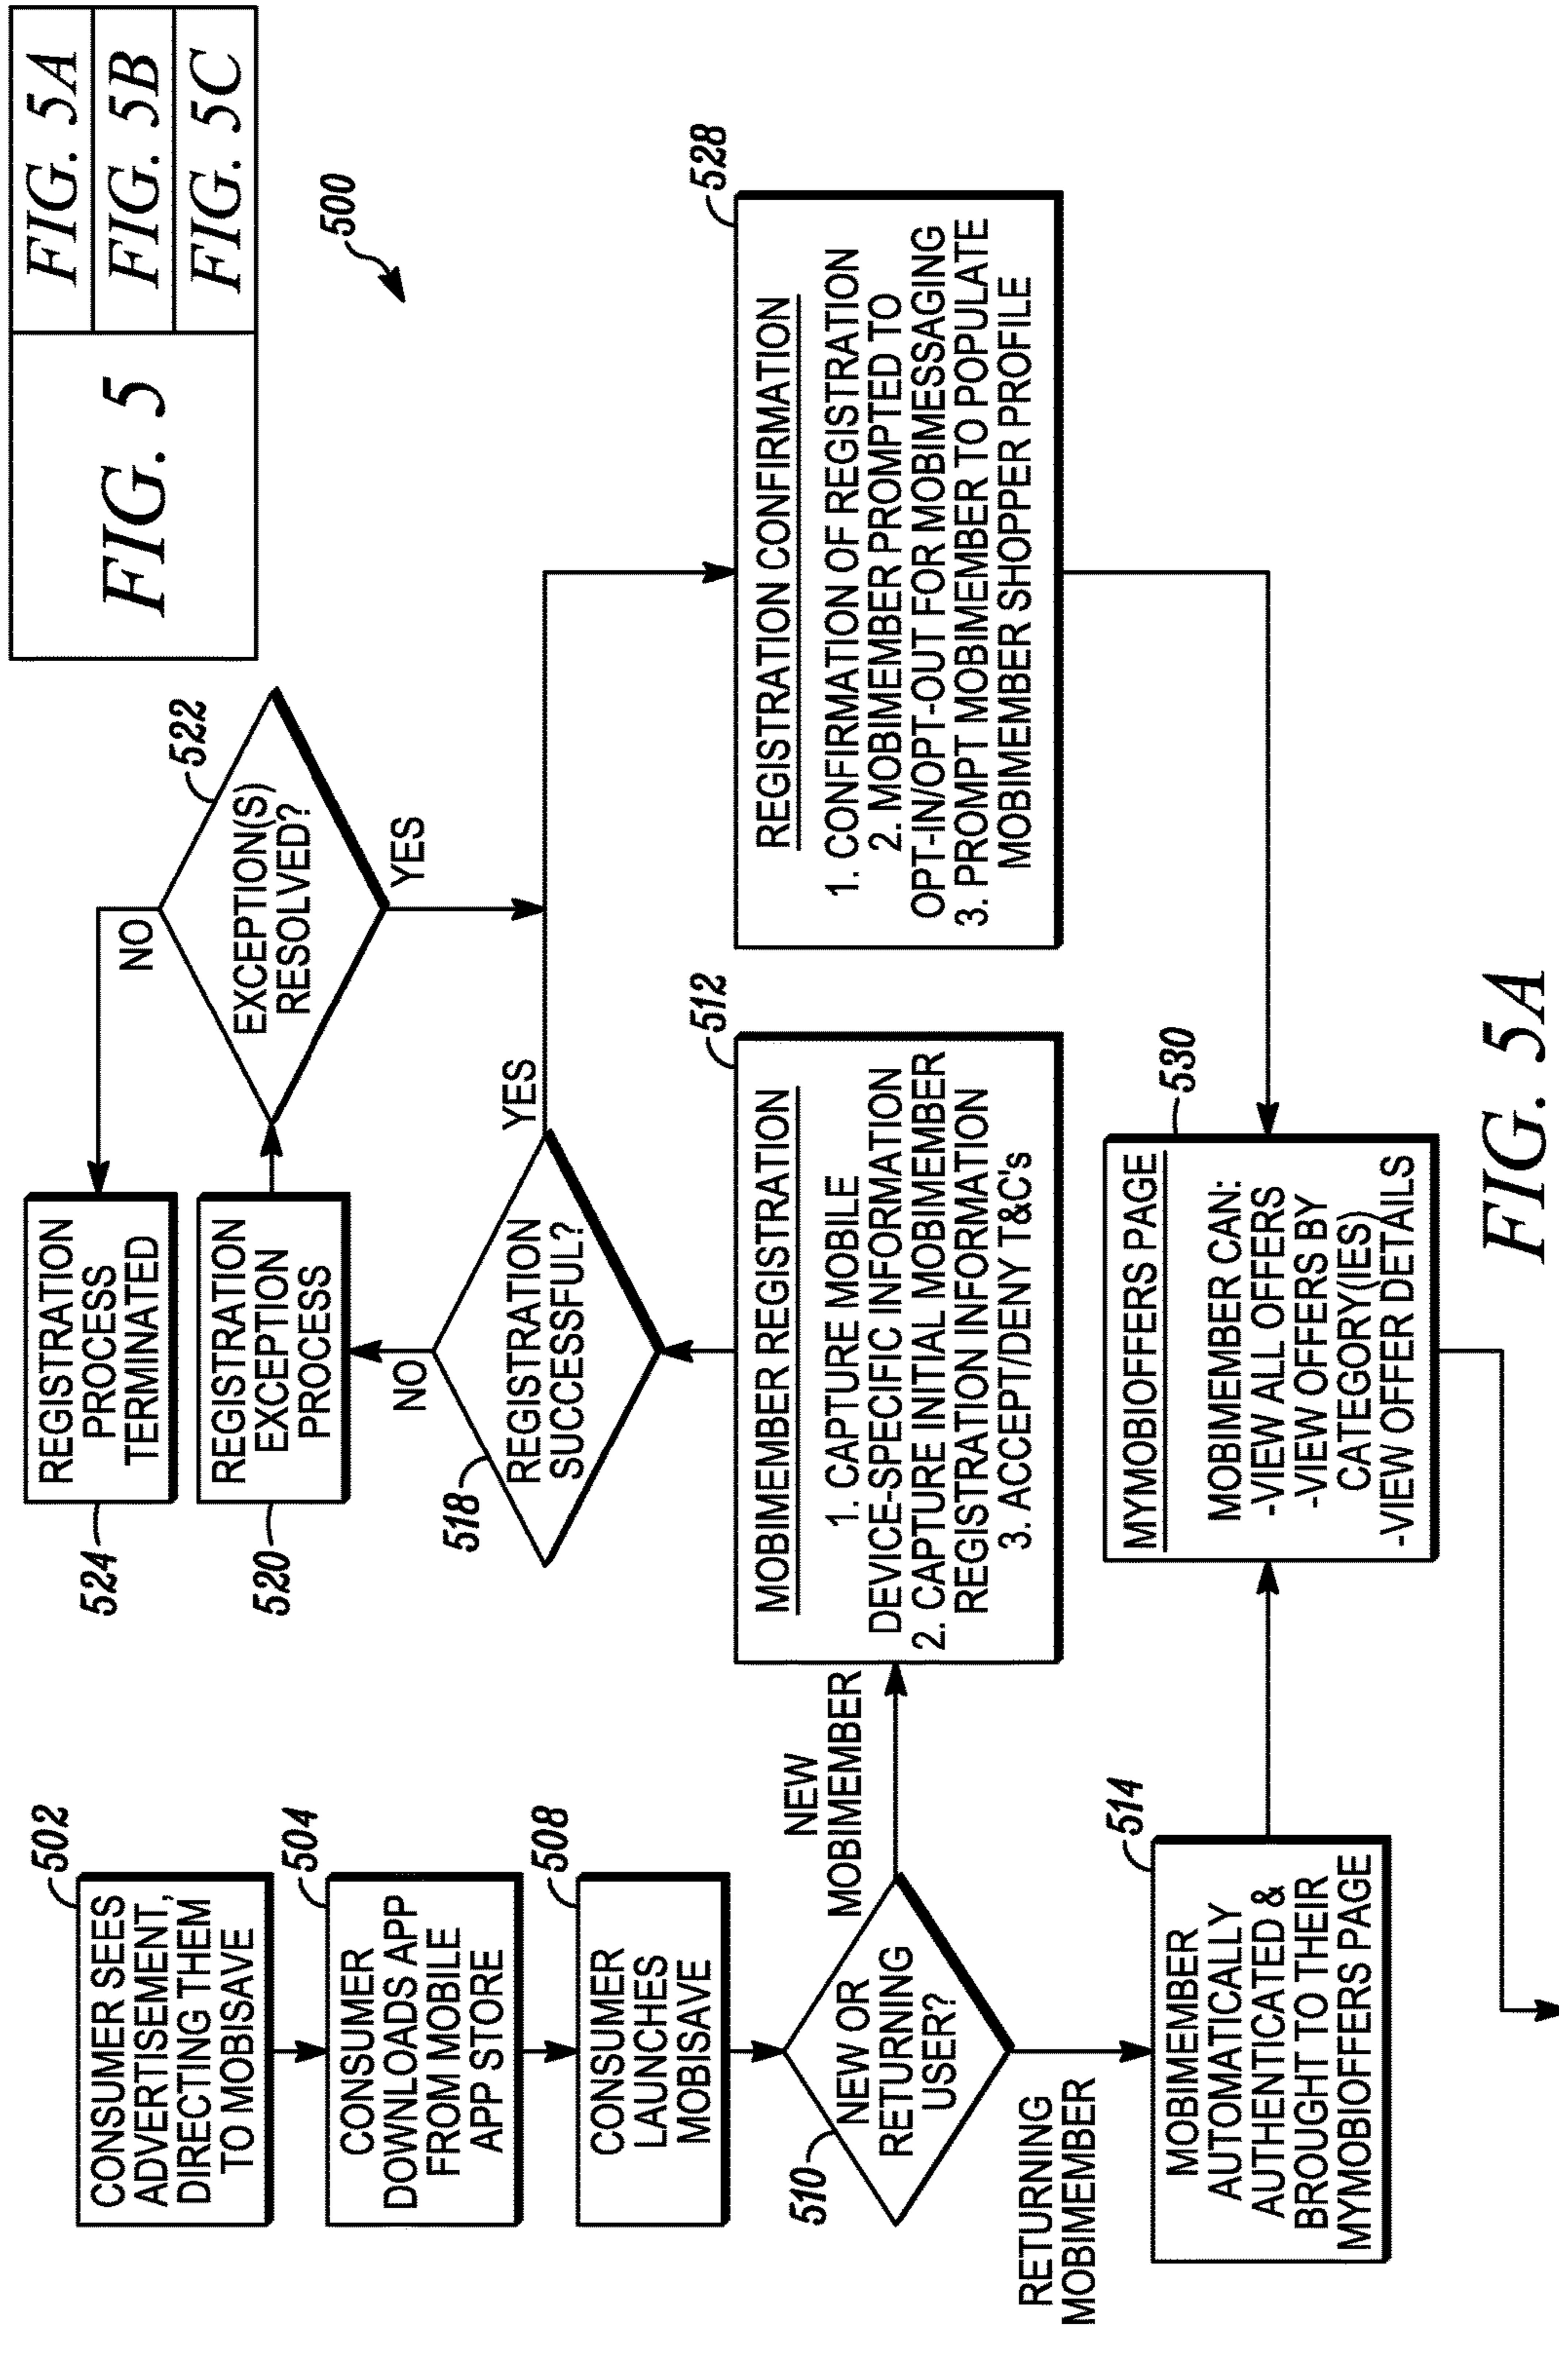 CONSUMER SEES
ADVERTISEMENT,
DIRECTING THEM
TO MOBISAVE
502
CONSUMER
DOWNLOADS APP
FROM MOBILE
APP STORE
504
CONSUMER
LAUNCHES
MOBISAVE
508
NEW OR
RETURNING
USER?
510
NEW
MOBIMEMBER
RETURNING
MOBIMEMBER
MOBIMEMBER
AUTOMATICALLY
AUTHENTICATED &
BROUGHT TO THEIR
MYMOBIOFFERS PAGE
514
REGISTRATION
PROCESS
TERMINATED
524
REGISTRATION
EXCEPTION
PROCESS
520
NO
REGISTRATION
SUCCESSFUL?
518
YES
MOBIMEMBER REGISTRATION
1. CAPTURE MOBILE
DEVICE-SPECIFIC INFORMATION
2. CAPTURE INITIAL MOBIMEMBER
REGISTRATION INFORMATION
3. ACCEPT/DENY T&C's
512
MYMOBIOFFERS PAGE
MOBIMEMBER CAN:
-VIEW ALL OFFERS
-VIEW OFFERS BY
CATEGORY(IES)
-VIEW OFFER DETAILS
530
NO
EXCEPTION(S)
RESOLVED?
522
YES
REGISTRATION CONFIRMATION
1. CONFIRMATION OF REGISTRATION
2. MOBIMEMBER PROMPTED TO
OPT-IN/OPT-OUT FOR MOBIMESSAGING
3. PROMPT MOBIMEMBER TO POPULATE
MOBIMEMBER SHOPPER PROFILE
528
500
FIG. 5
FIG. 5A
FIG. 5B
FIG. 5C
FIG. 5A